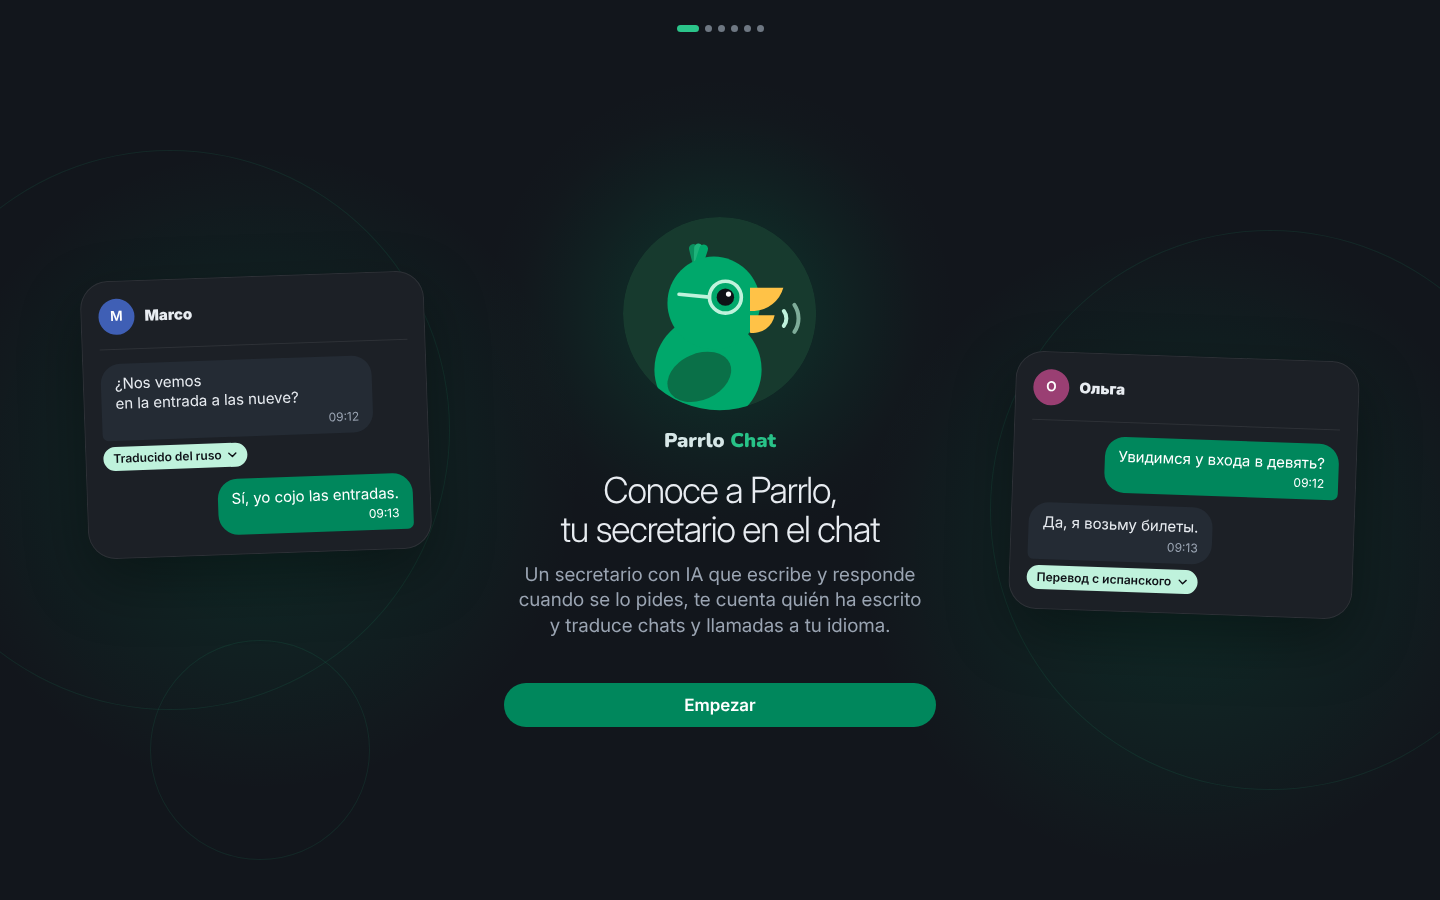 M
Marco
¿Nos vemos
en la entrada a las nueve?
09:12
Traducido del ruso
Sí, yo cojo las entradas.
09:13
Parrlo Chat
Conoce a Parrlo,
tu secretario en el chat
Un secretario con IA que escribe y responde
cuando se lo pides, te cuenta quién ha escrito
y traduce chats y llamadas a tu idioma.
Empezar
О
Ольга
Увидимся у входа в девять?
09:12
Да, я возьму билеты.
09:13
Перевод с испанского